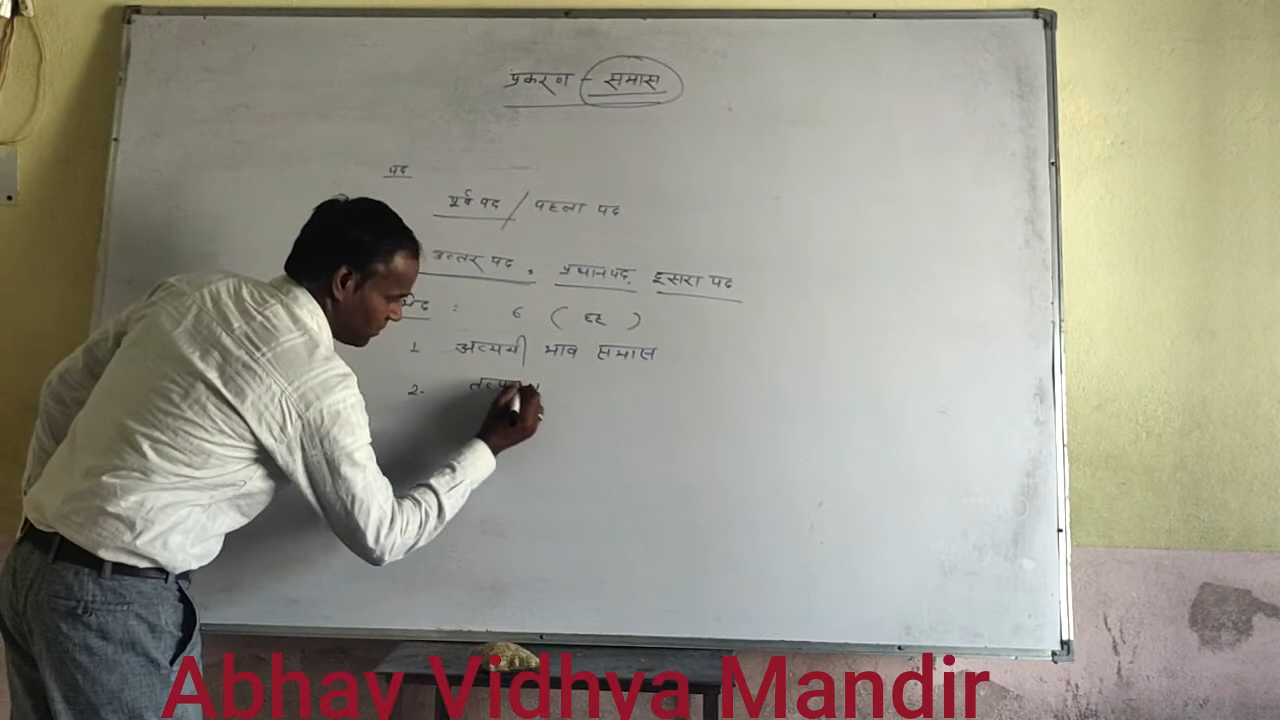 प्रकरण - समास
पद
पूर्व पद / पहला पद
उत्तर पद, प्रधानपद, दूसरा पद
भेद : 6 ( छह )
1 अव्ययी भाव समास
2-
Abhay Vidhya Mandir